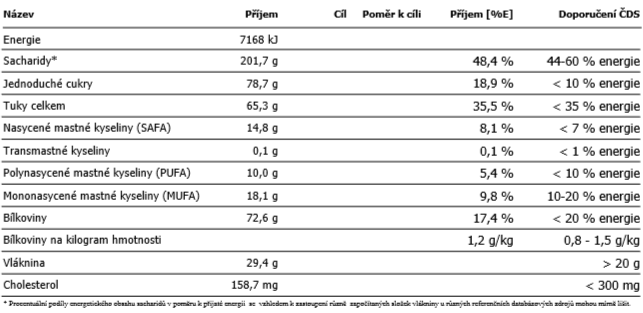 Název Příjem Cíl Poměr k cíli Příjem [%E] Doporučení ČDS
Energie 7168 kJ
Sacharidy* 201,7 g 48,4 % 44-60 % energie
Jednoduché cukry 78,7 g 18,9 % < 10 % energie
Tuky celkem 65,3 g 35,5 % < 35 % energie
Nasycené mastné kyseliny (SAFA) 14,8 g 8,1 % < 7 % energie
Transmastné kyseliny 0,1 g 0,1 % < 1 % energie
Polynasycené mastné kyseliny (PUFA) 10,0 g 5,4 % < 10 % energie
Mononasycené mastné kyseliny (MUFA) 18,1 g 9,8 % 10-20 % energie
Bílkoviny 72,6 g 17,4 % < 20 % energie
Bílkoviny na kilogram hmotnosti 1,2 g/kg 0,8 - 1,5 g/kg
Vláknina 29,4 g > 20 g
Cholesterol 158,7 mg < 300 mg
* Procentuální podíly energetického obsahu sacharidů v poměru k přijaté energii se vzhledem k zastoupení různě započítaných složek vlákniny u různých referenčních databázových zdrojů mohou mírně lišit.